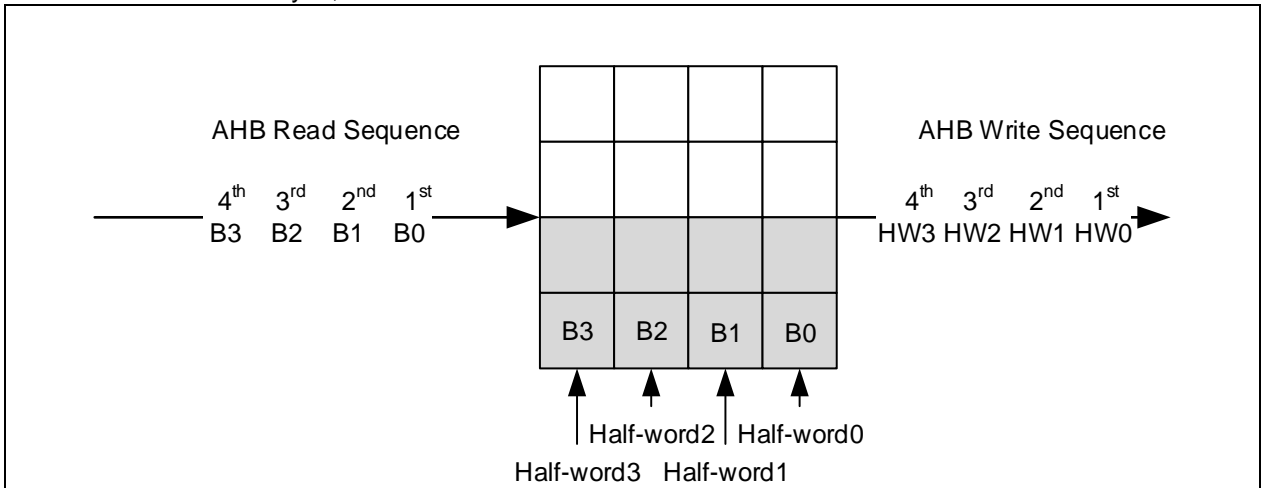 AHB Read Sequence
4th 3rd 2nd 1st
B3 B2 B1 B0
AHB Write Sequence
4th 3rd 2nd 1st
HW3 HW2 HW1 HW0
B3 B2 B1 B0
Half-word2 Half-word0
Half-word3 Half-word1